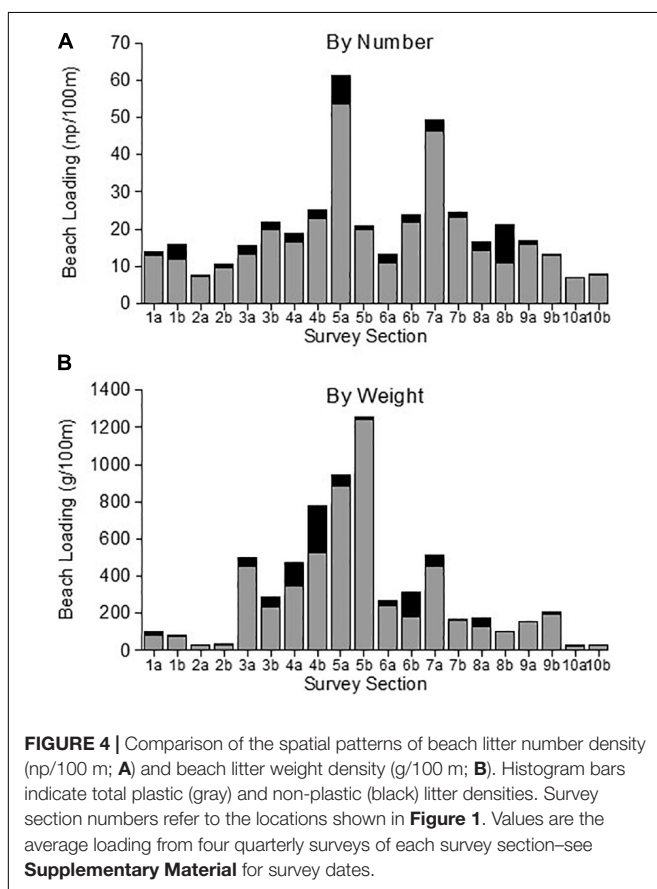 A
By Number
70
60
50
40
30
20
10
0
Beach Loading (np/100m)
1a 1b 2a 2b 3a 3b 4a 4b 5a 5b 6a 6b 7a 7b 8a 8b 9a 9b 10a 10b
Survey Section
B
By Weight
1400
1200
1000
800
600
400
200
0
Beach Loading (g/100m)
1a 1b 2a 2b 3a 3b 4a 4b 5a 5b 6a 6b 7a 7b 8a 8b 9a 9b 10a 10b
Survey Section
FIGURE 4 | Comparison of the spatial patterns of beach litter number density
(np/100 m; A) and beach litter weight density (g/100 m; B). Histogram bars
indicate total plastic (gray) and non-plastic (black) litter densities. Survey
section numbers refer to the locations shown in Figure 1. Values are the
average loading from four quarterly surveys of each survey section–see
Supplementary Material for survey dates.